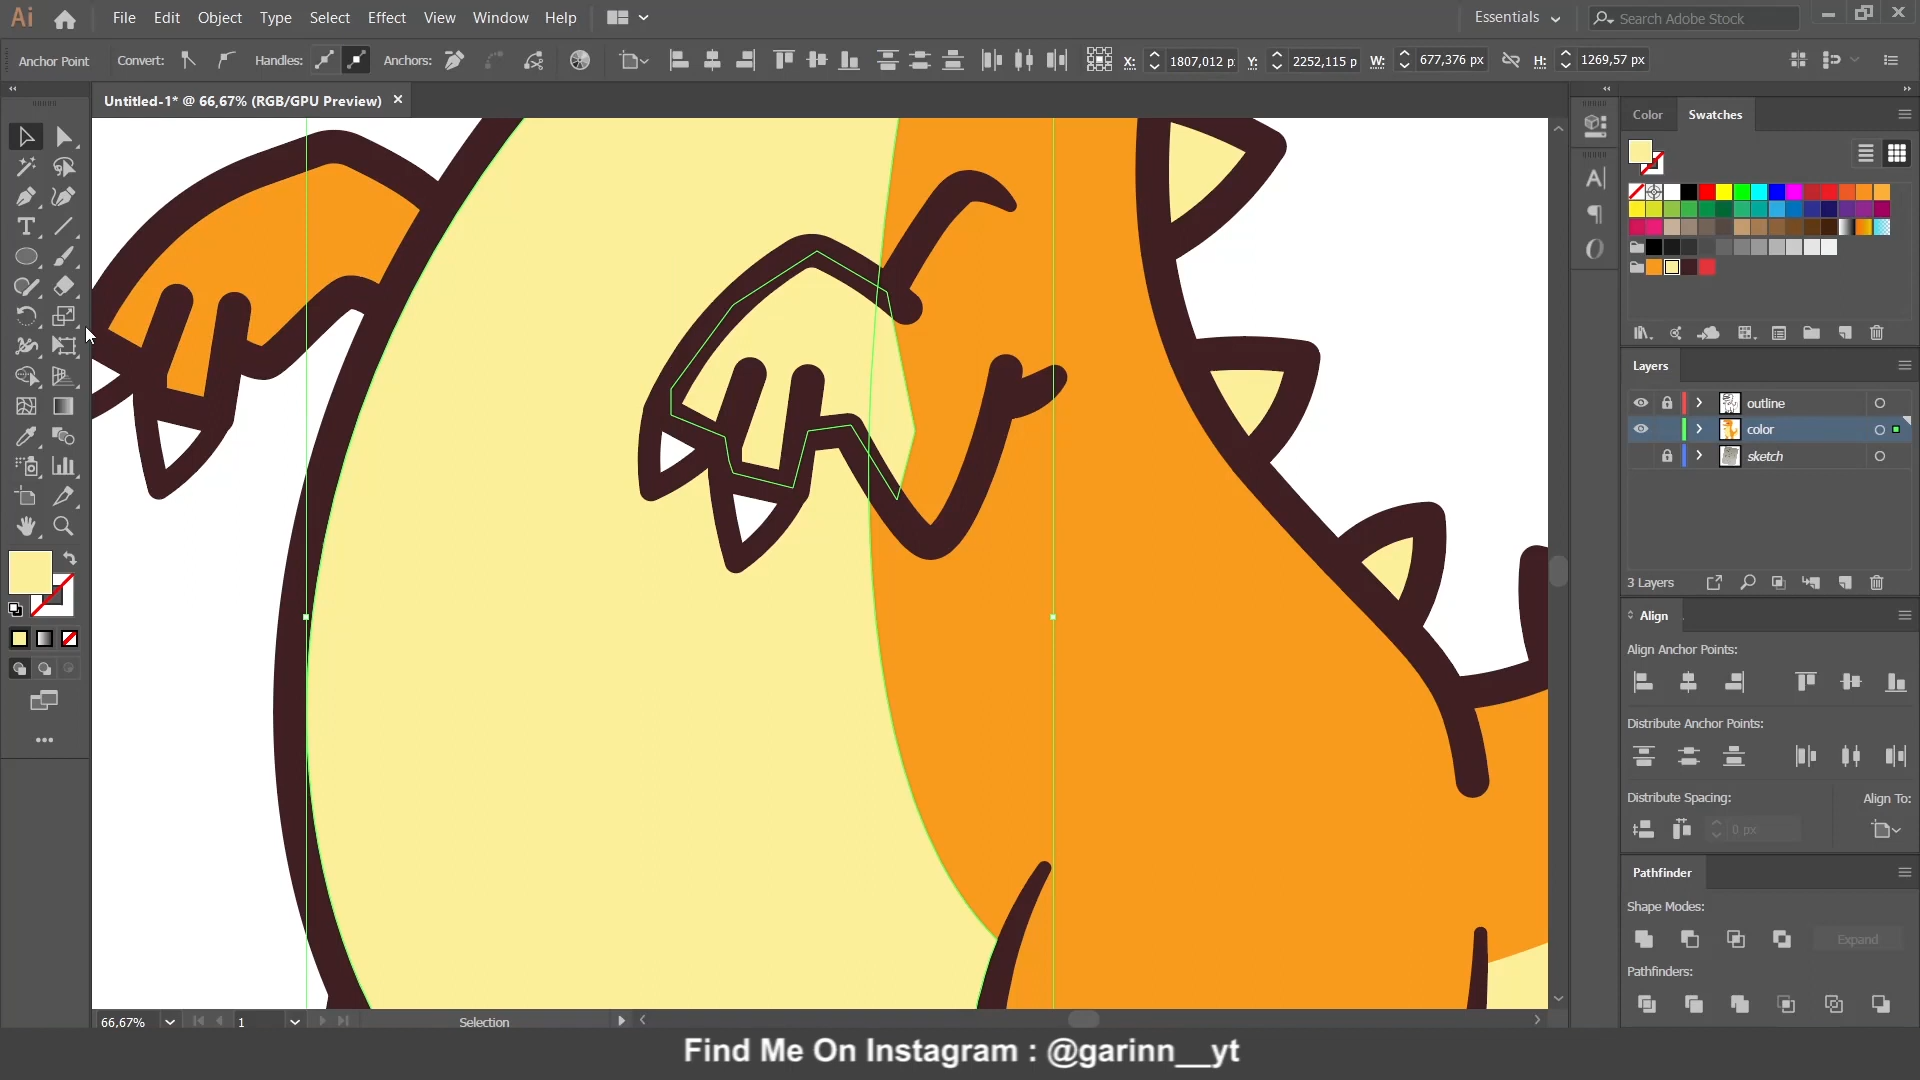 Ai File Edit Object Type Select Effect View Window Help Essentials Search Adobe Stock
Anchor Point Convert: Handles: Anchors: X: 1807,012 p Y: 2252,115 p W: 677,376 px H: 1269,57 px
Untitled-1* @ 66,67% (RGB/GPU Preview)
Color Swatches
Layers
outline
color
sketch
3 Layers
Align
Align Anchor Points:
Distribute Anchor Points:
Distribute Spacing: Align To:
0 px
Pathfinder
Shape Modes:
Expand
Pathfinders:
66,67% 1 Selection
Find Me On Instagram : @garinn__yt